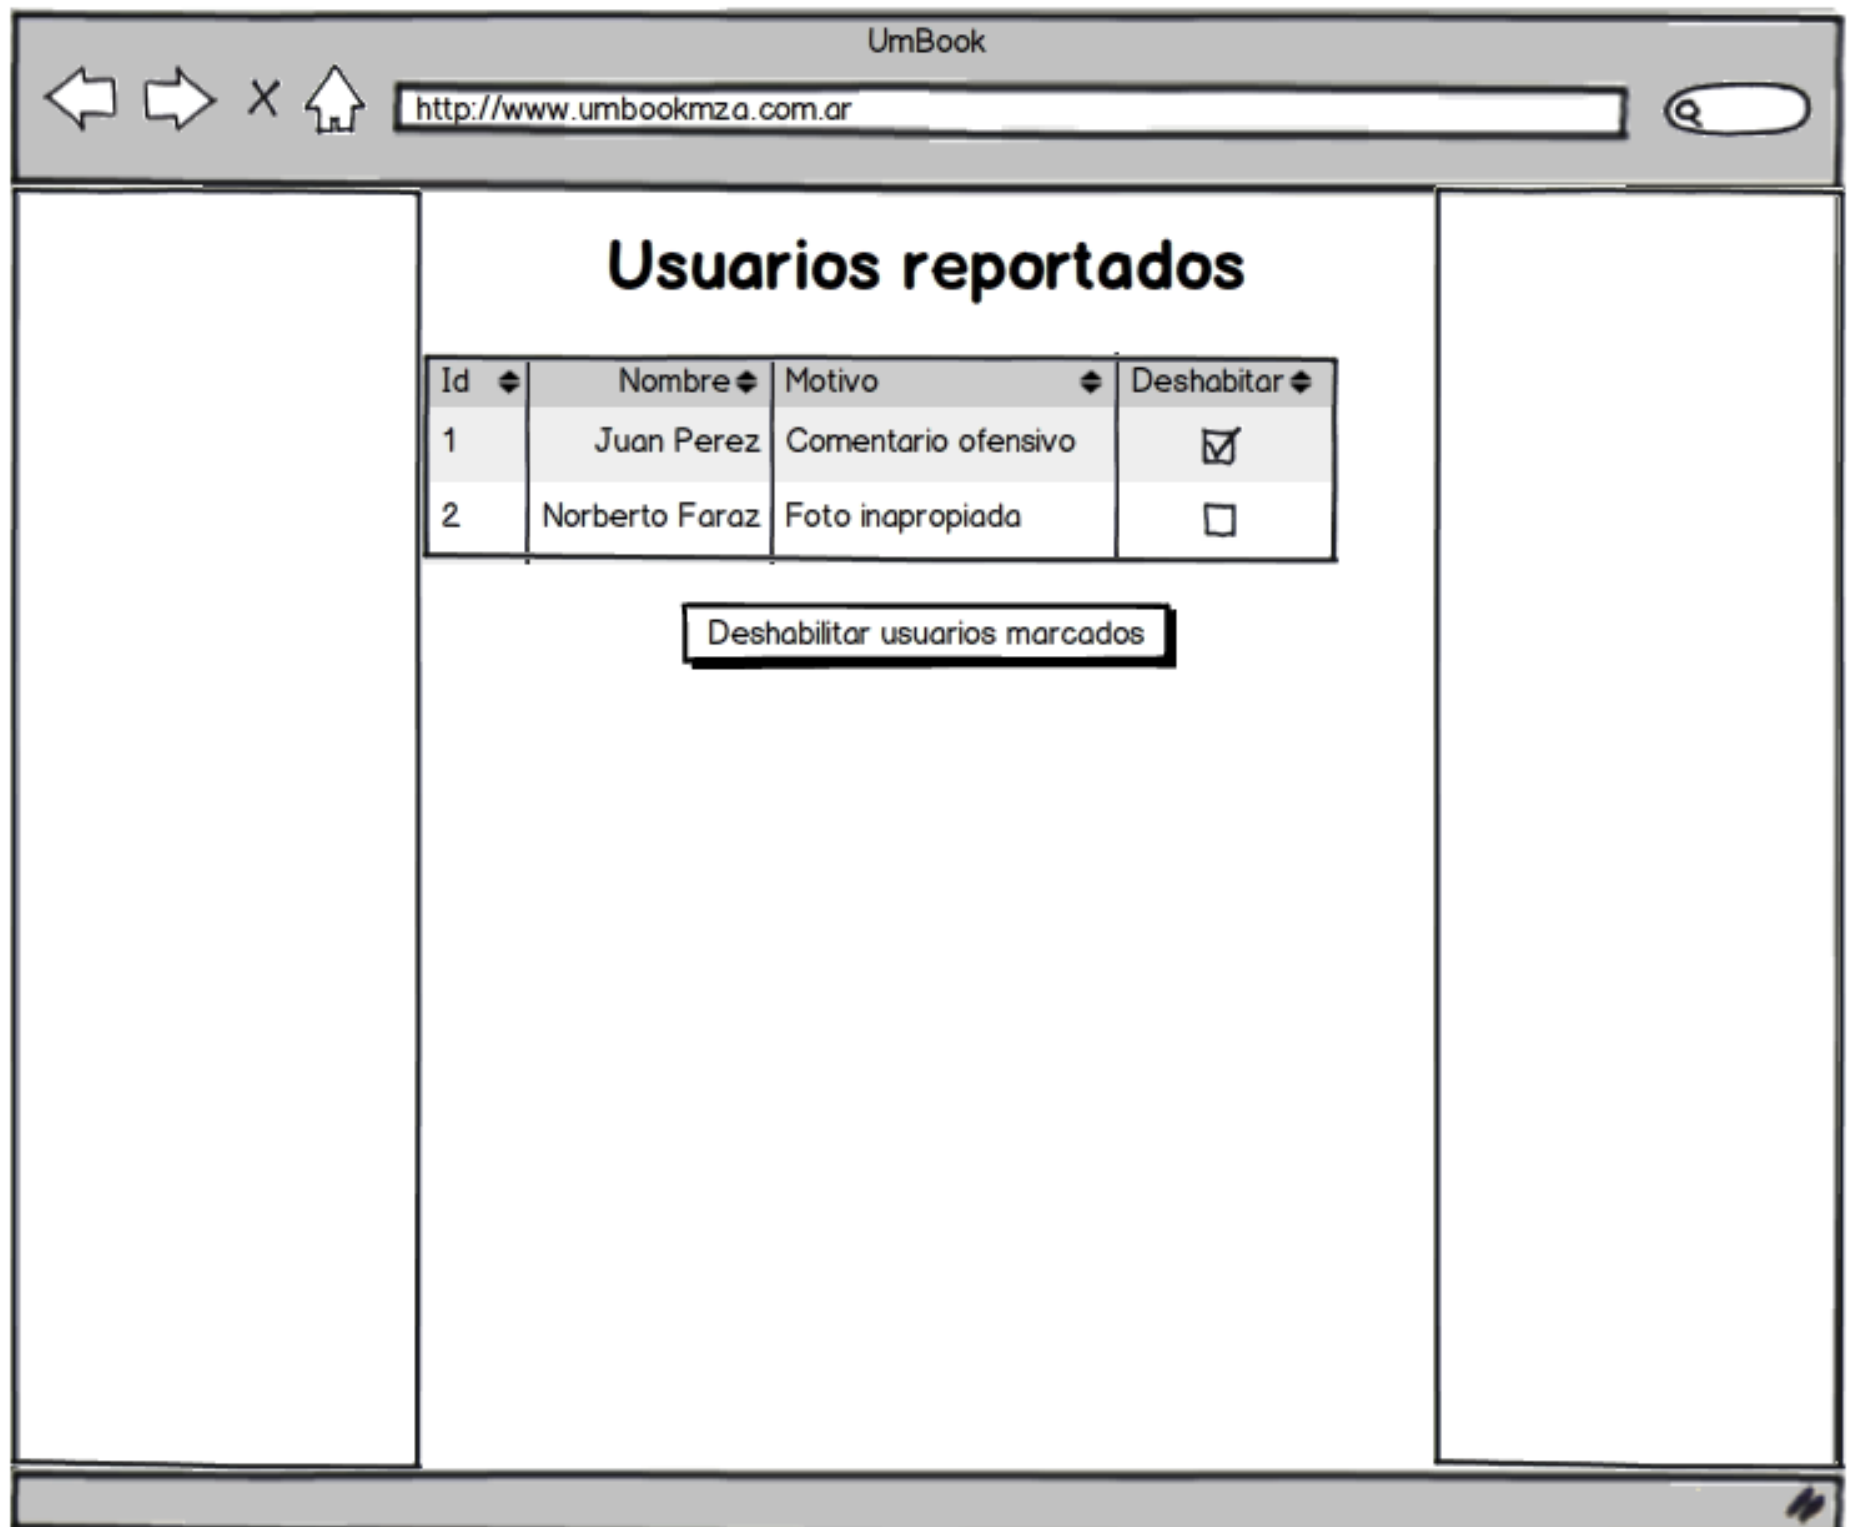 UmBook
http://www.umbookmza.com.ar
Usuarios reportados
Id Nombre Motivo Deshabitar
1 Juan Perez Comentario ofensivo
2 Norberto Faraz Foto inapropiada
Deshabilitar usuarios marcados